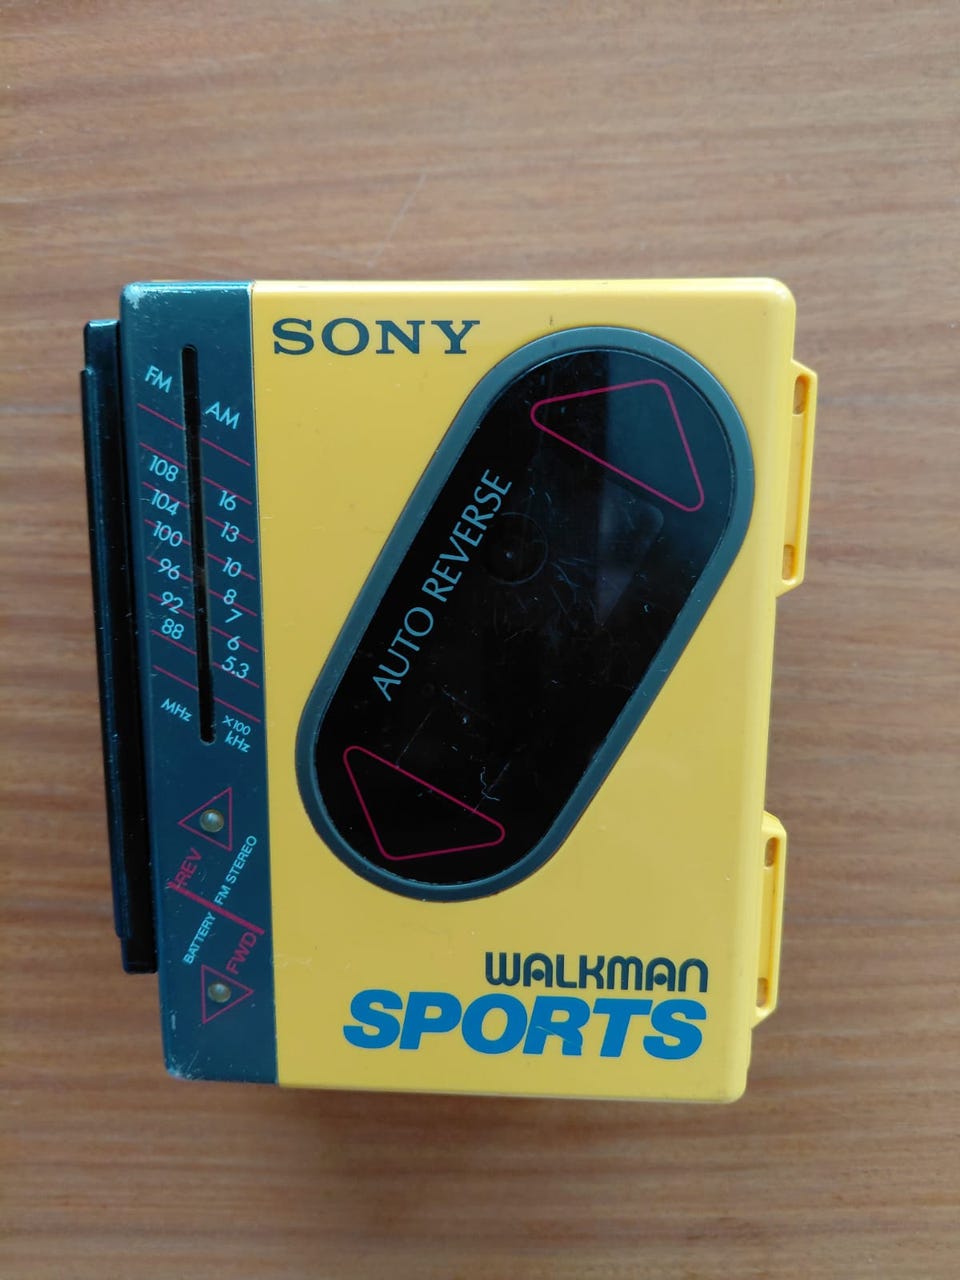 SONY
FM
AM
108
104
100
96
92
88
MHz
16
13
10
8
7
6
5.3
x100
kHz
AUTO REVERSE
REV
FM STEREO
BATTERY
FWD
WALKMAN
SPORTS